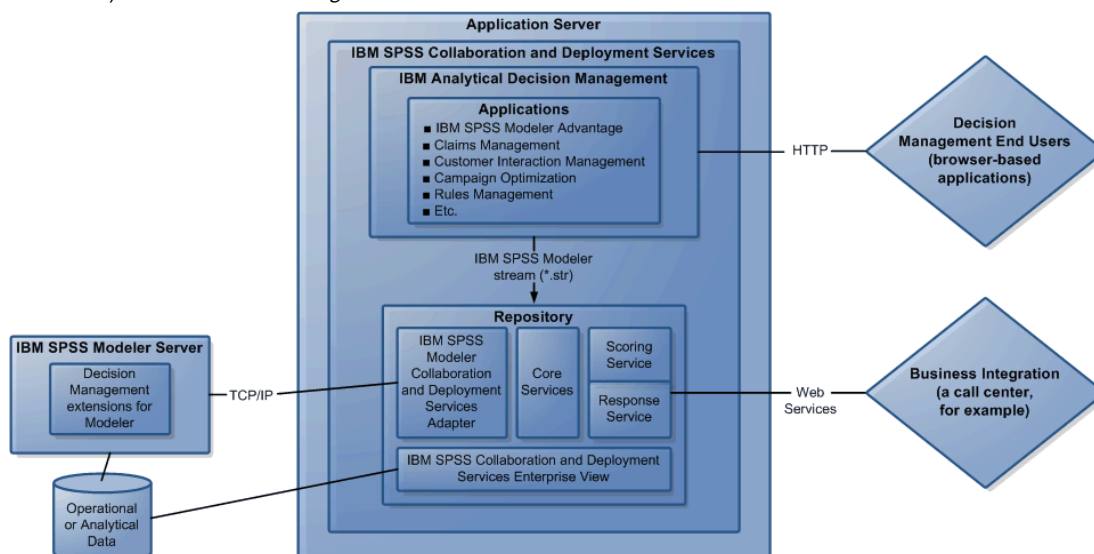 Application Server
IBM SPSS Collaboration and Deployment Services
IBM Analytical Decision Management
Applications
■ IBM SPSS Modeler Advantage
■ Claims Management
■ Customer Interaction Management
■ Campaign Optimization
■ Rules Management
■ Etc.
HTTP
Decision
Management End Users
(browser-based
applications)
IBM SPSS Modeler
stream (*.str)
Repository
IBM SPSS
Modeler
Collaboration
and Deployment
Services
Adapter
Core
Services
Scoring
Service
Response
Service
IBM SPSS Collaboration and Deployment
Services Enterprise View
IBM SPSS Modeler Server
Decision
Management
extensions for
Modeler
TCP/IP
Operational
or Analytical
Data
Web
Services
Business Integration
(a call center,
for example)